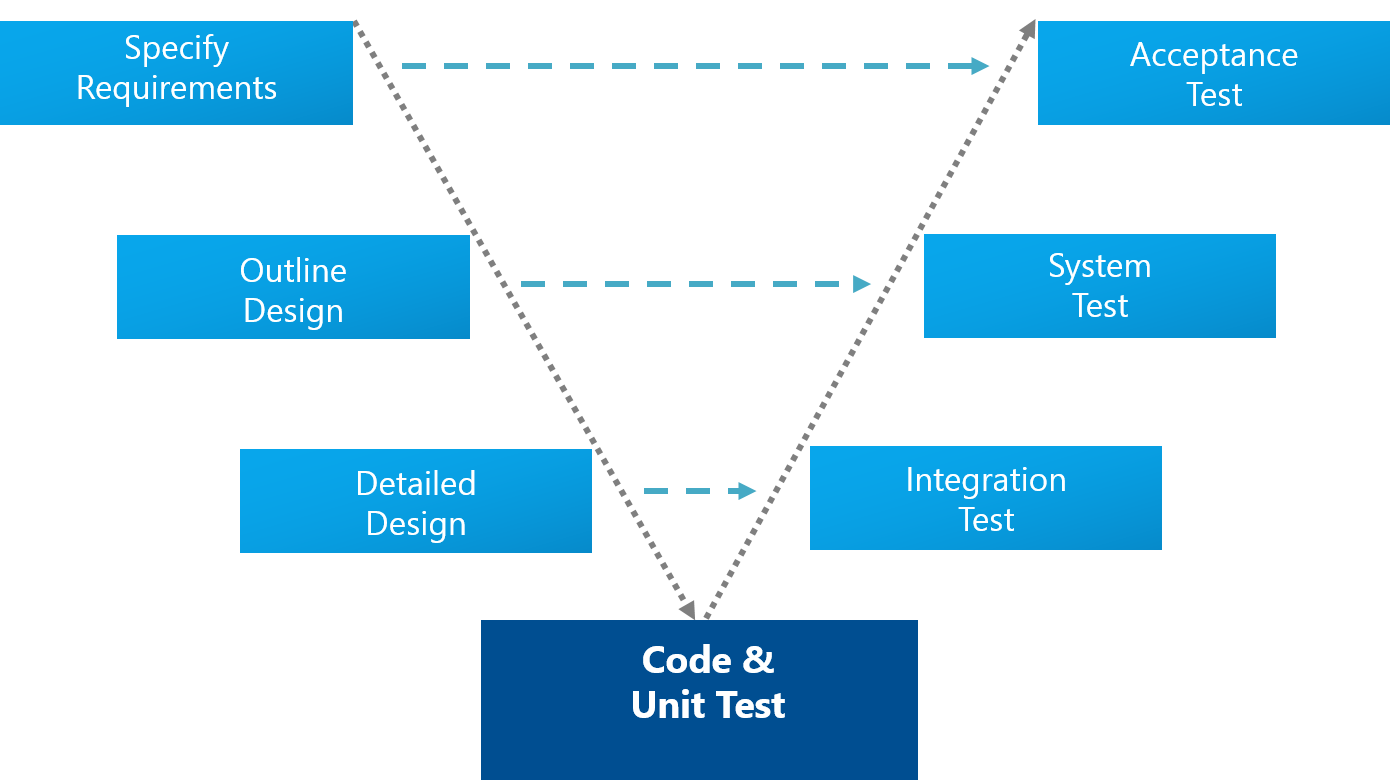 Specify
Requirements
Acceptance
Test
Outline
Design
System
Test
Detailed
Design
Integration
Test
Code &
Unit Test